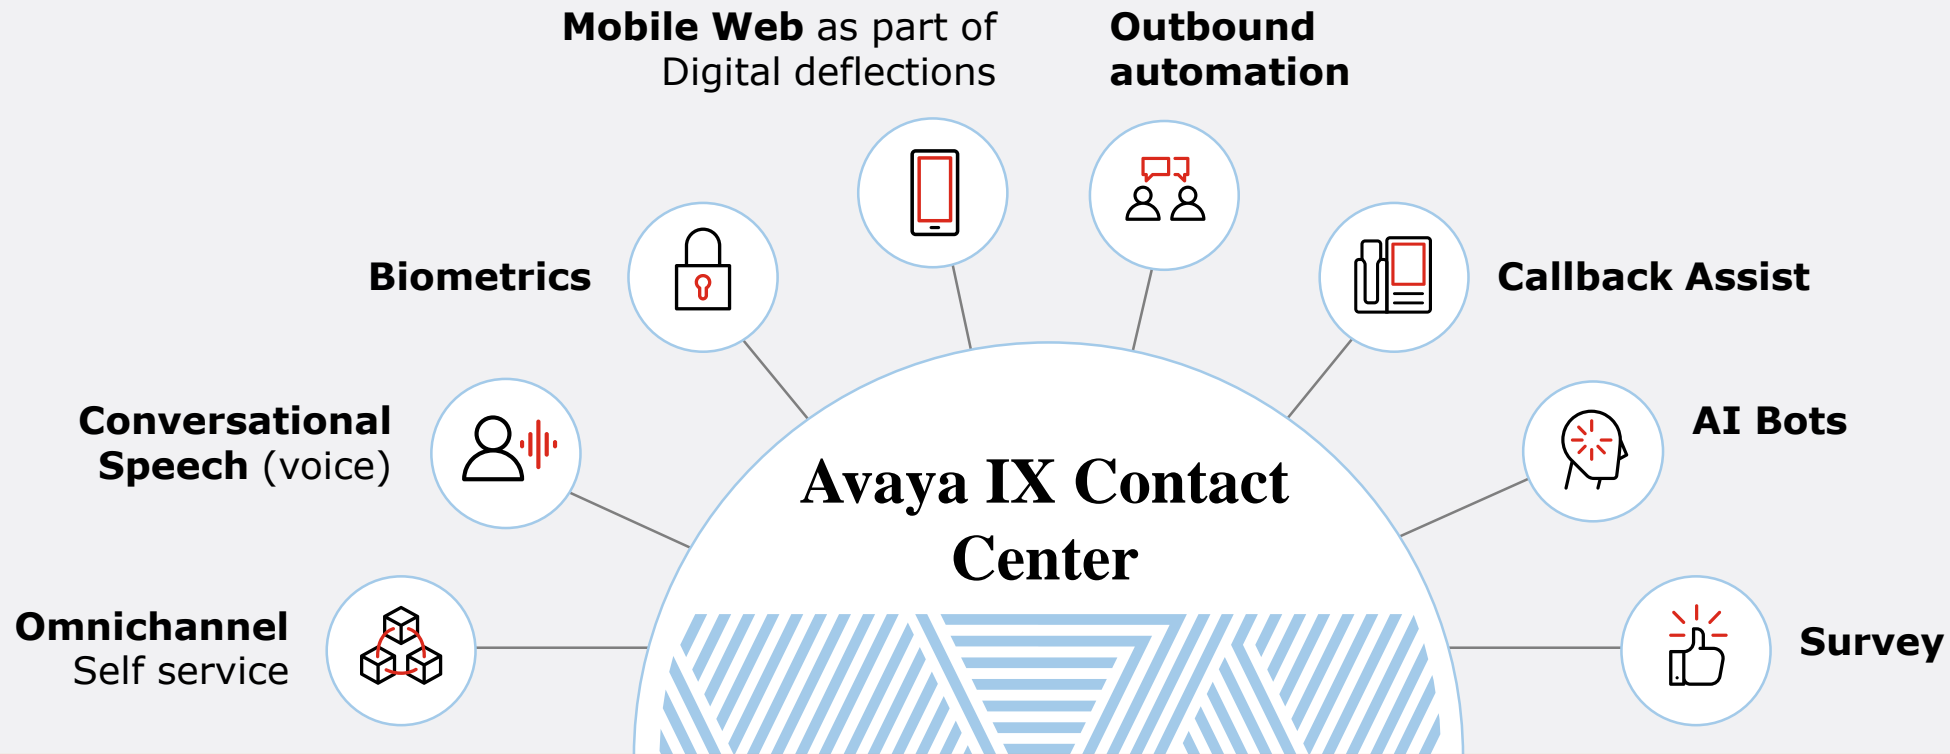 Mobile Web as part of
Digital deflections
Outbound
automation
Biometrics
Callback Assist
Conversational
Speech (voice)
AI Bots
Avaya IX Contact
Center
Omnichannel
Self service
Survey